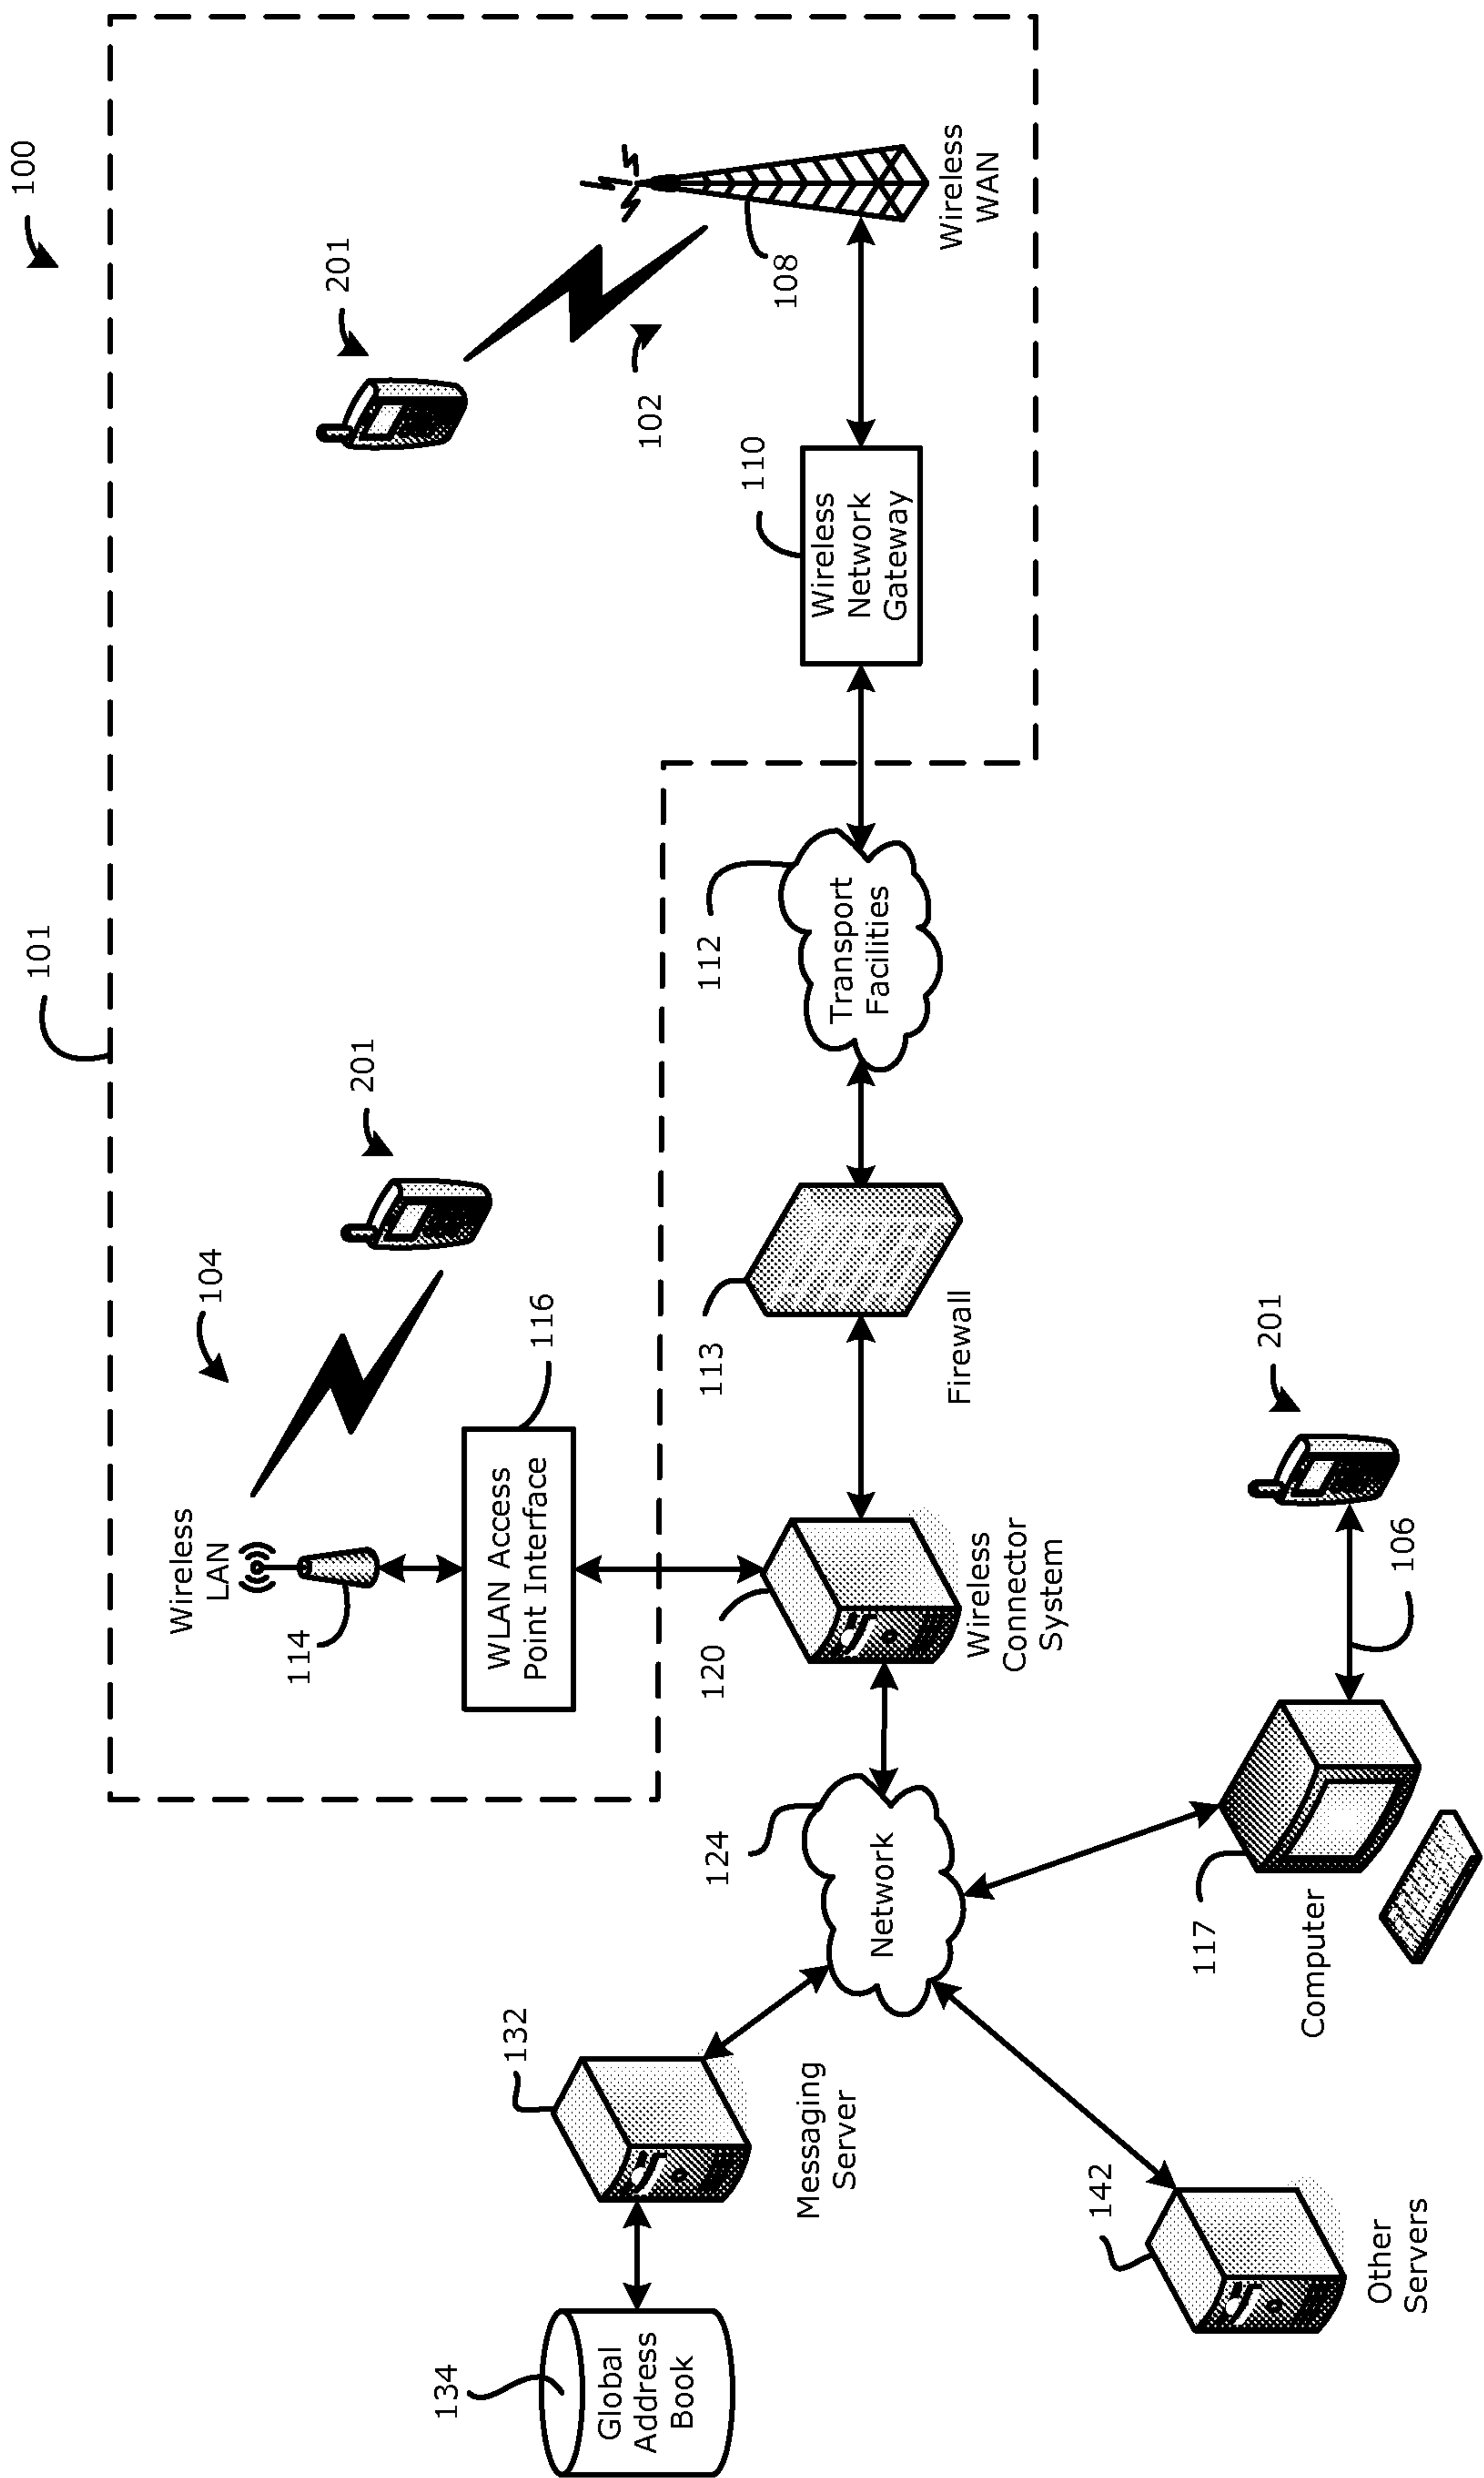 100
101
201
102
108
Wireless
WAN
110
Wireless
Network
Gateway
112
Transport
Facilities
201
104
Wireless
LAN
114
116
WLAN Access
Point Interface
113
Firewall
120
Wireless
Connector
System
124
Network
201
106
117
Computer
132
Messaging
Server
134
Global
Address
Book
142
Other
Servers